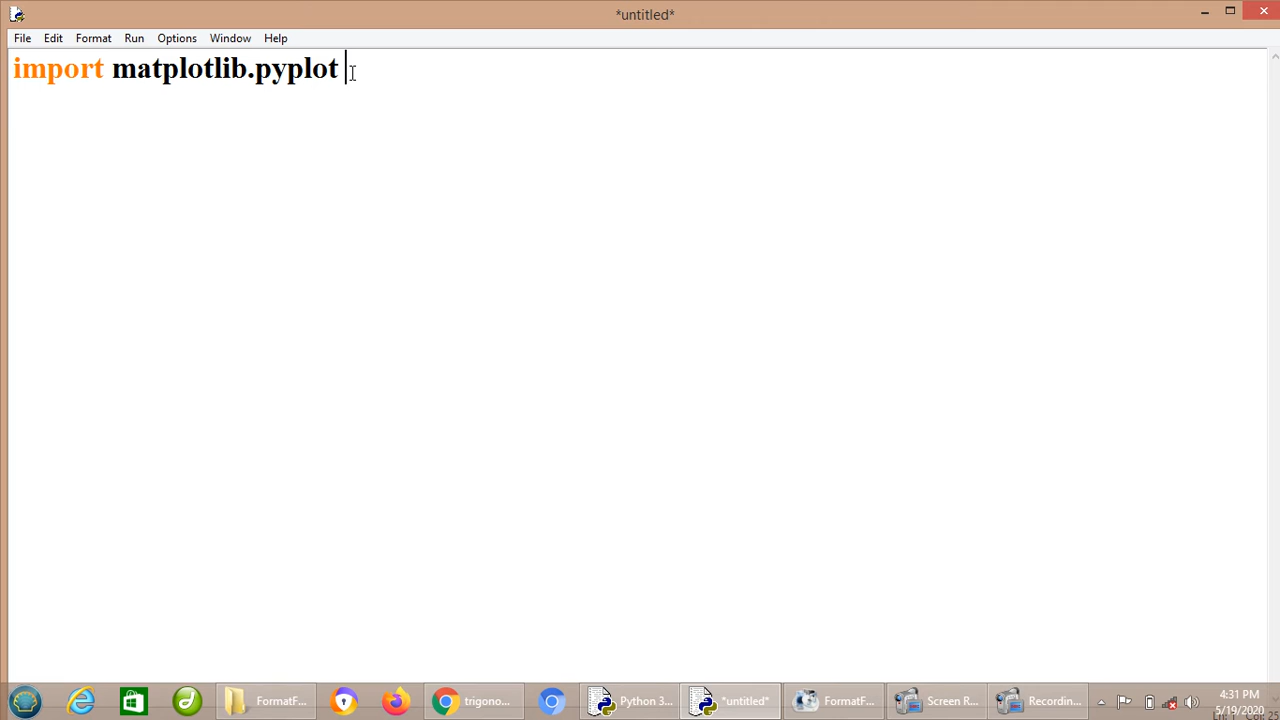 *untitled*
File Edit Format Run Options Window Help
import matplotlib.pyplot
FormatF... trigono... Python 3... *untitled* FormatF... Screen R... Recordin... 4:31 PM
5/19/2020